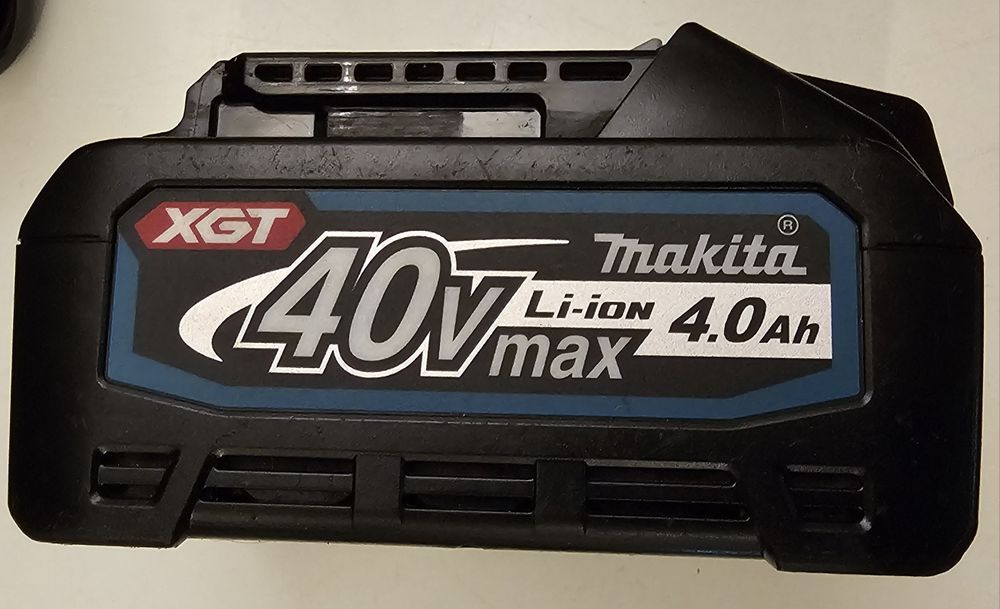 XGT
makita®
40V max
Li-ion 4.0Ah